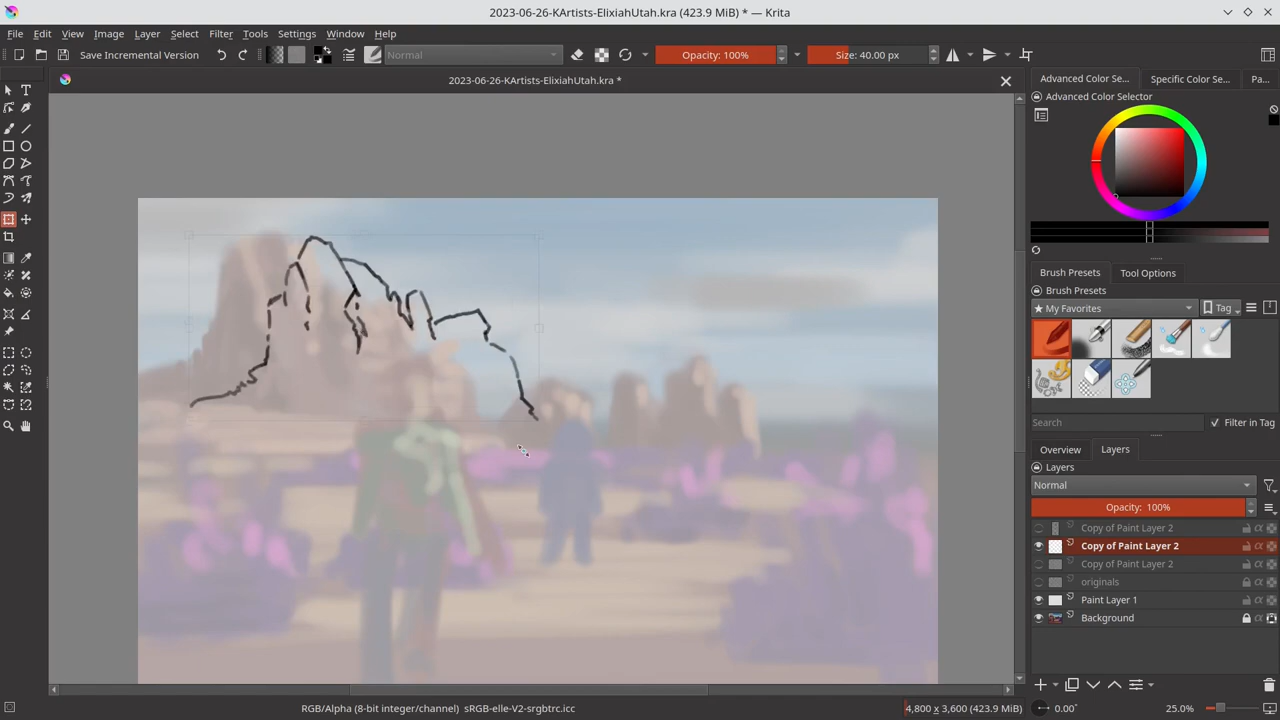 2023-06-26-KArtists-ElixiahUtah.kra (423.9 MiB) * — Krita
File Edit View Image Layer Select Filter Tools Settings Window Help
Save Incremental Version Normal Opacity: 100% Size: 40.00 px
2023-06-26-KArtists-ElixiahUtah.kra *
Advanced Color Se... Specific Color Se... Pa...
Advanced Color Selector
Brush Presets Tool Options
Brush Presets
My Favorites Tag
Search Filter in Tag
Overview Layers
Layers
Normal
Opacity: 100%
Copy of Paint Layer 2
Copy of Paint Layer 2
Copy of Paint Layer 2
originals
Paint Layer 1
Background
RGB/Alpha (8-bit integer/channel) sRGB-elle-V2-srgbtrc.icc 4,800 x 3,600 (423.9 MiB) 0.00° 25.0%